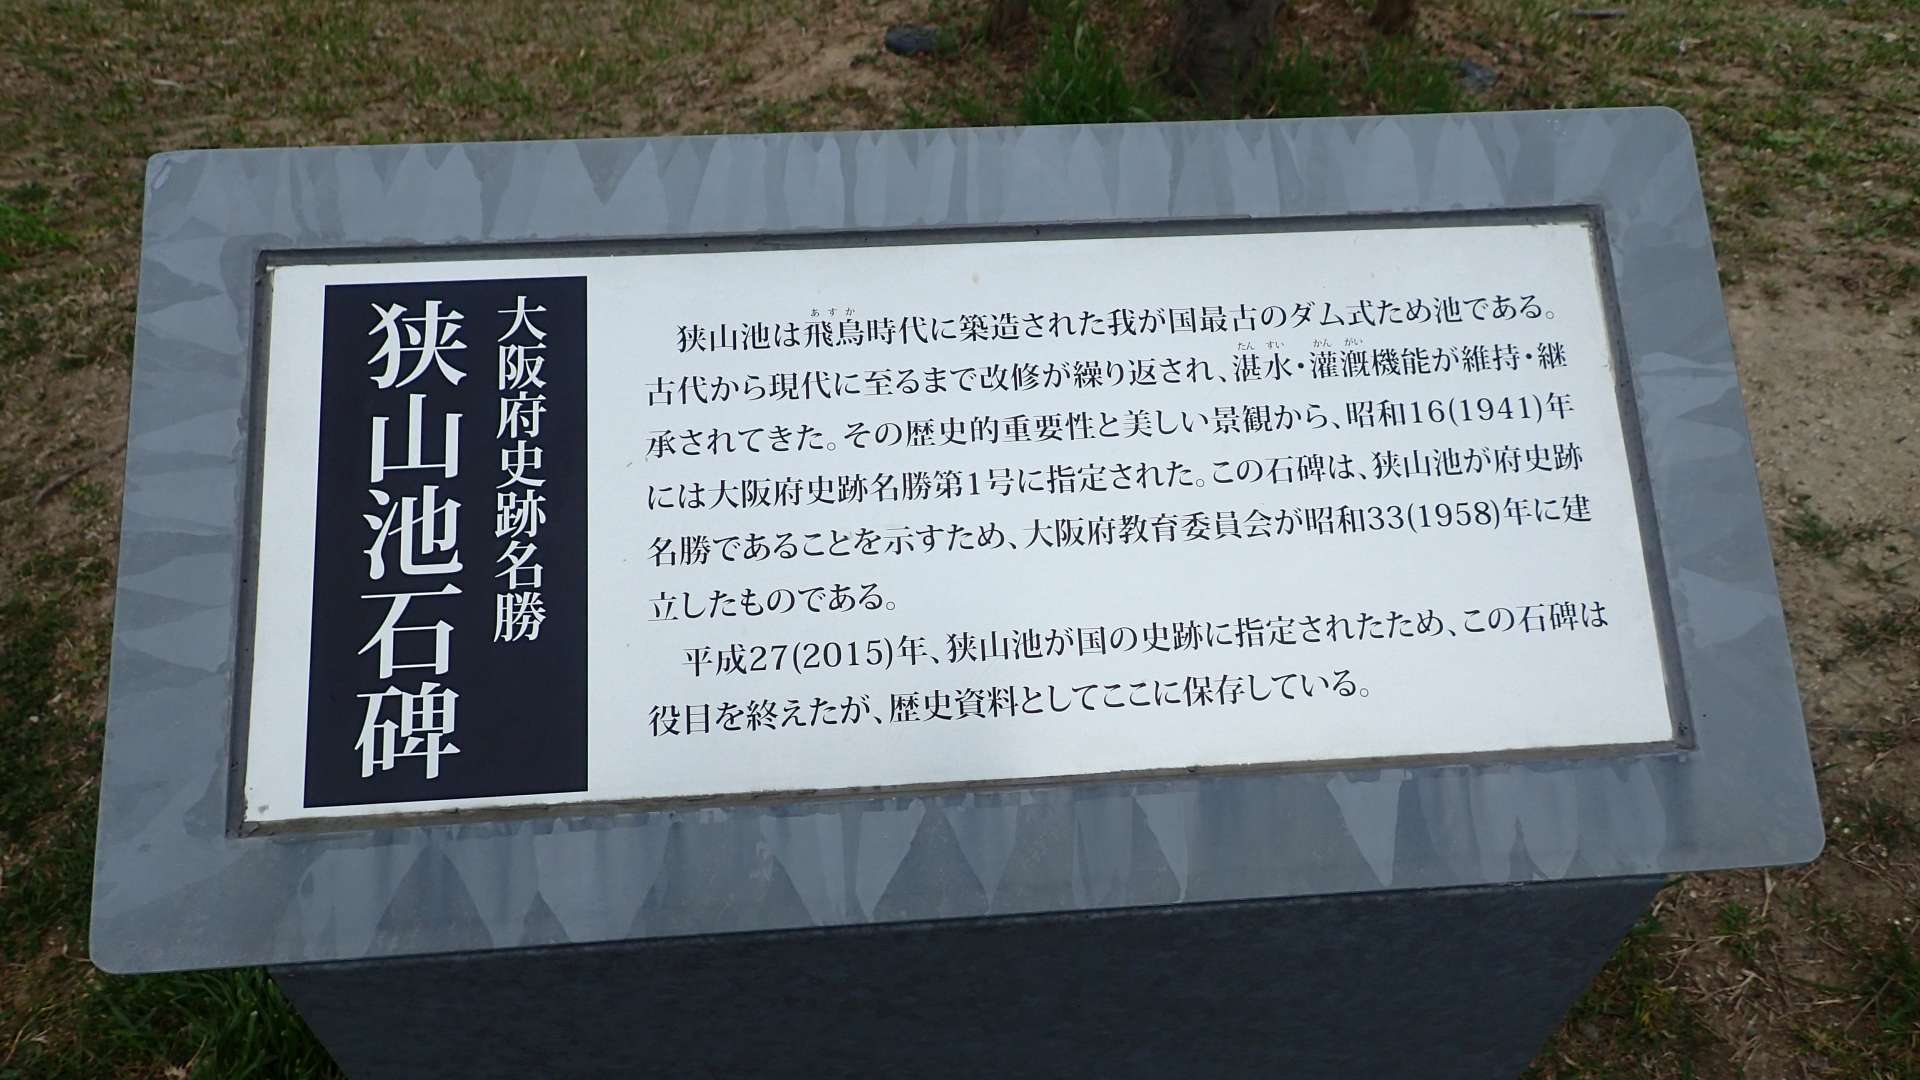 大阪府史跡名勝
狭山池石碑
狭山池は飛鳥時代に築造された我が国最古のダム式ため池である。
古代から現代に至るまで改修が繰り返され、湛水・灌漑機能が維持・継
承されてきた。その歴史的重要性と美しい景観から、昭和16(1941)年
には大阪府史跡名勝第1号に指定された。この石碑は、狭山池が府史跡
名勝であることを示すため、大阪府教育委員会が昭和33(1958)年に建
立したものである。
平成27(2015)年、狭山池が国の史跡に指定されたため、この石碑は
役目を終えたが、歴史資料としてここに保存している。
あすか
たんすい
かんがい